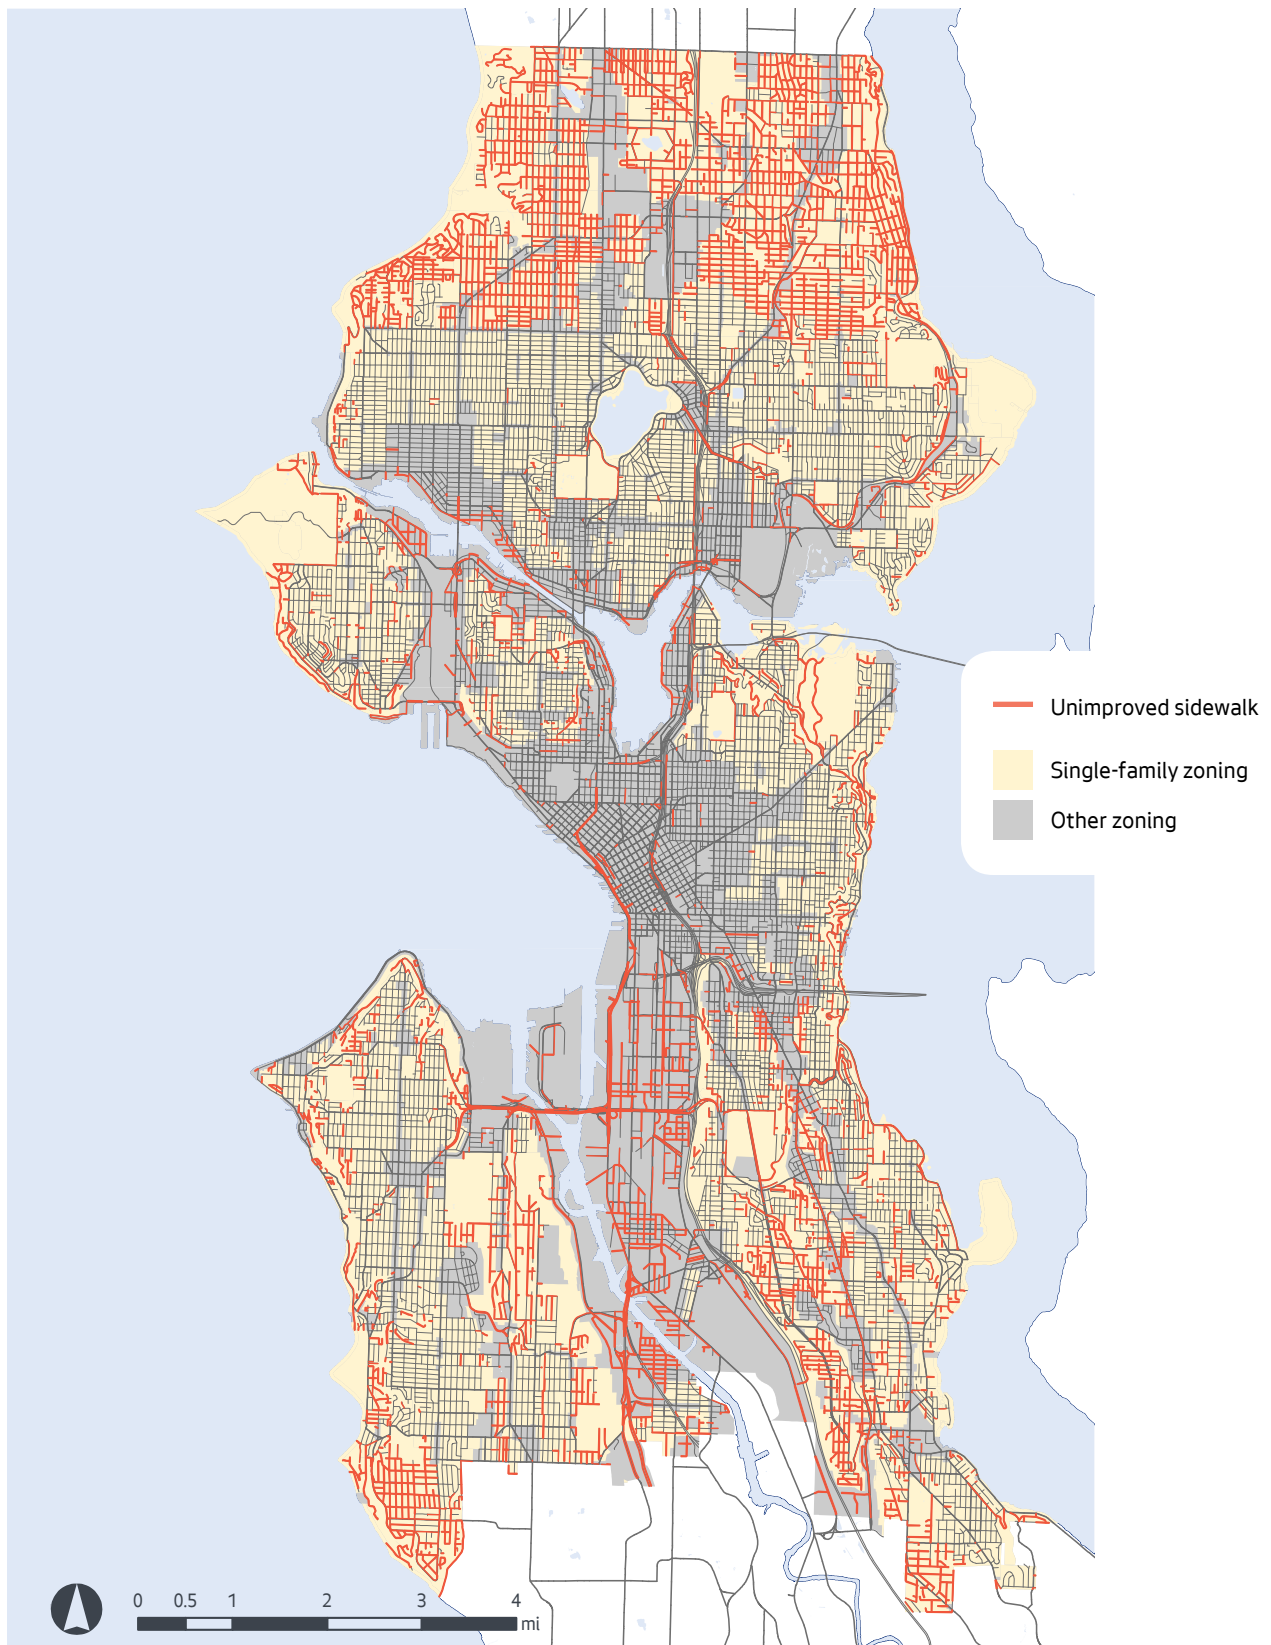 Unimproved sidewalk
Single-family zoning
Other zoning
0 0.5 1 2 3 4
mi